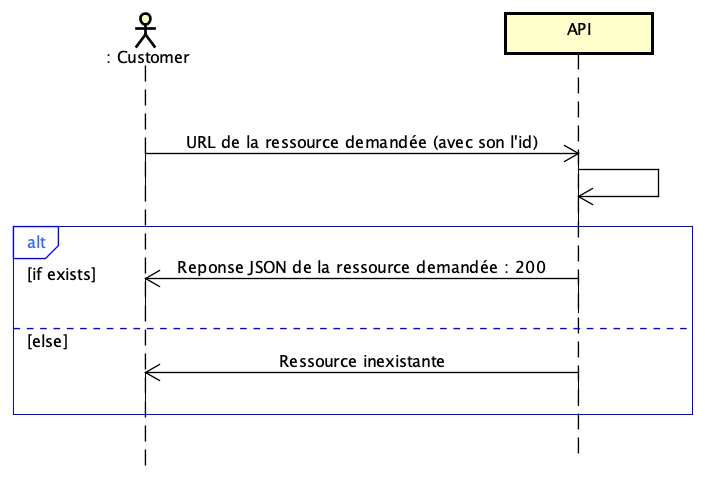 API
: Customer
URL de la ressource demandée (avec son l'id)
alt
[if exists]
Reponse JSON de la ressource demandée : 200
[else]
Ressource inexistante